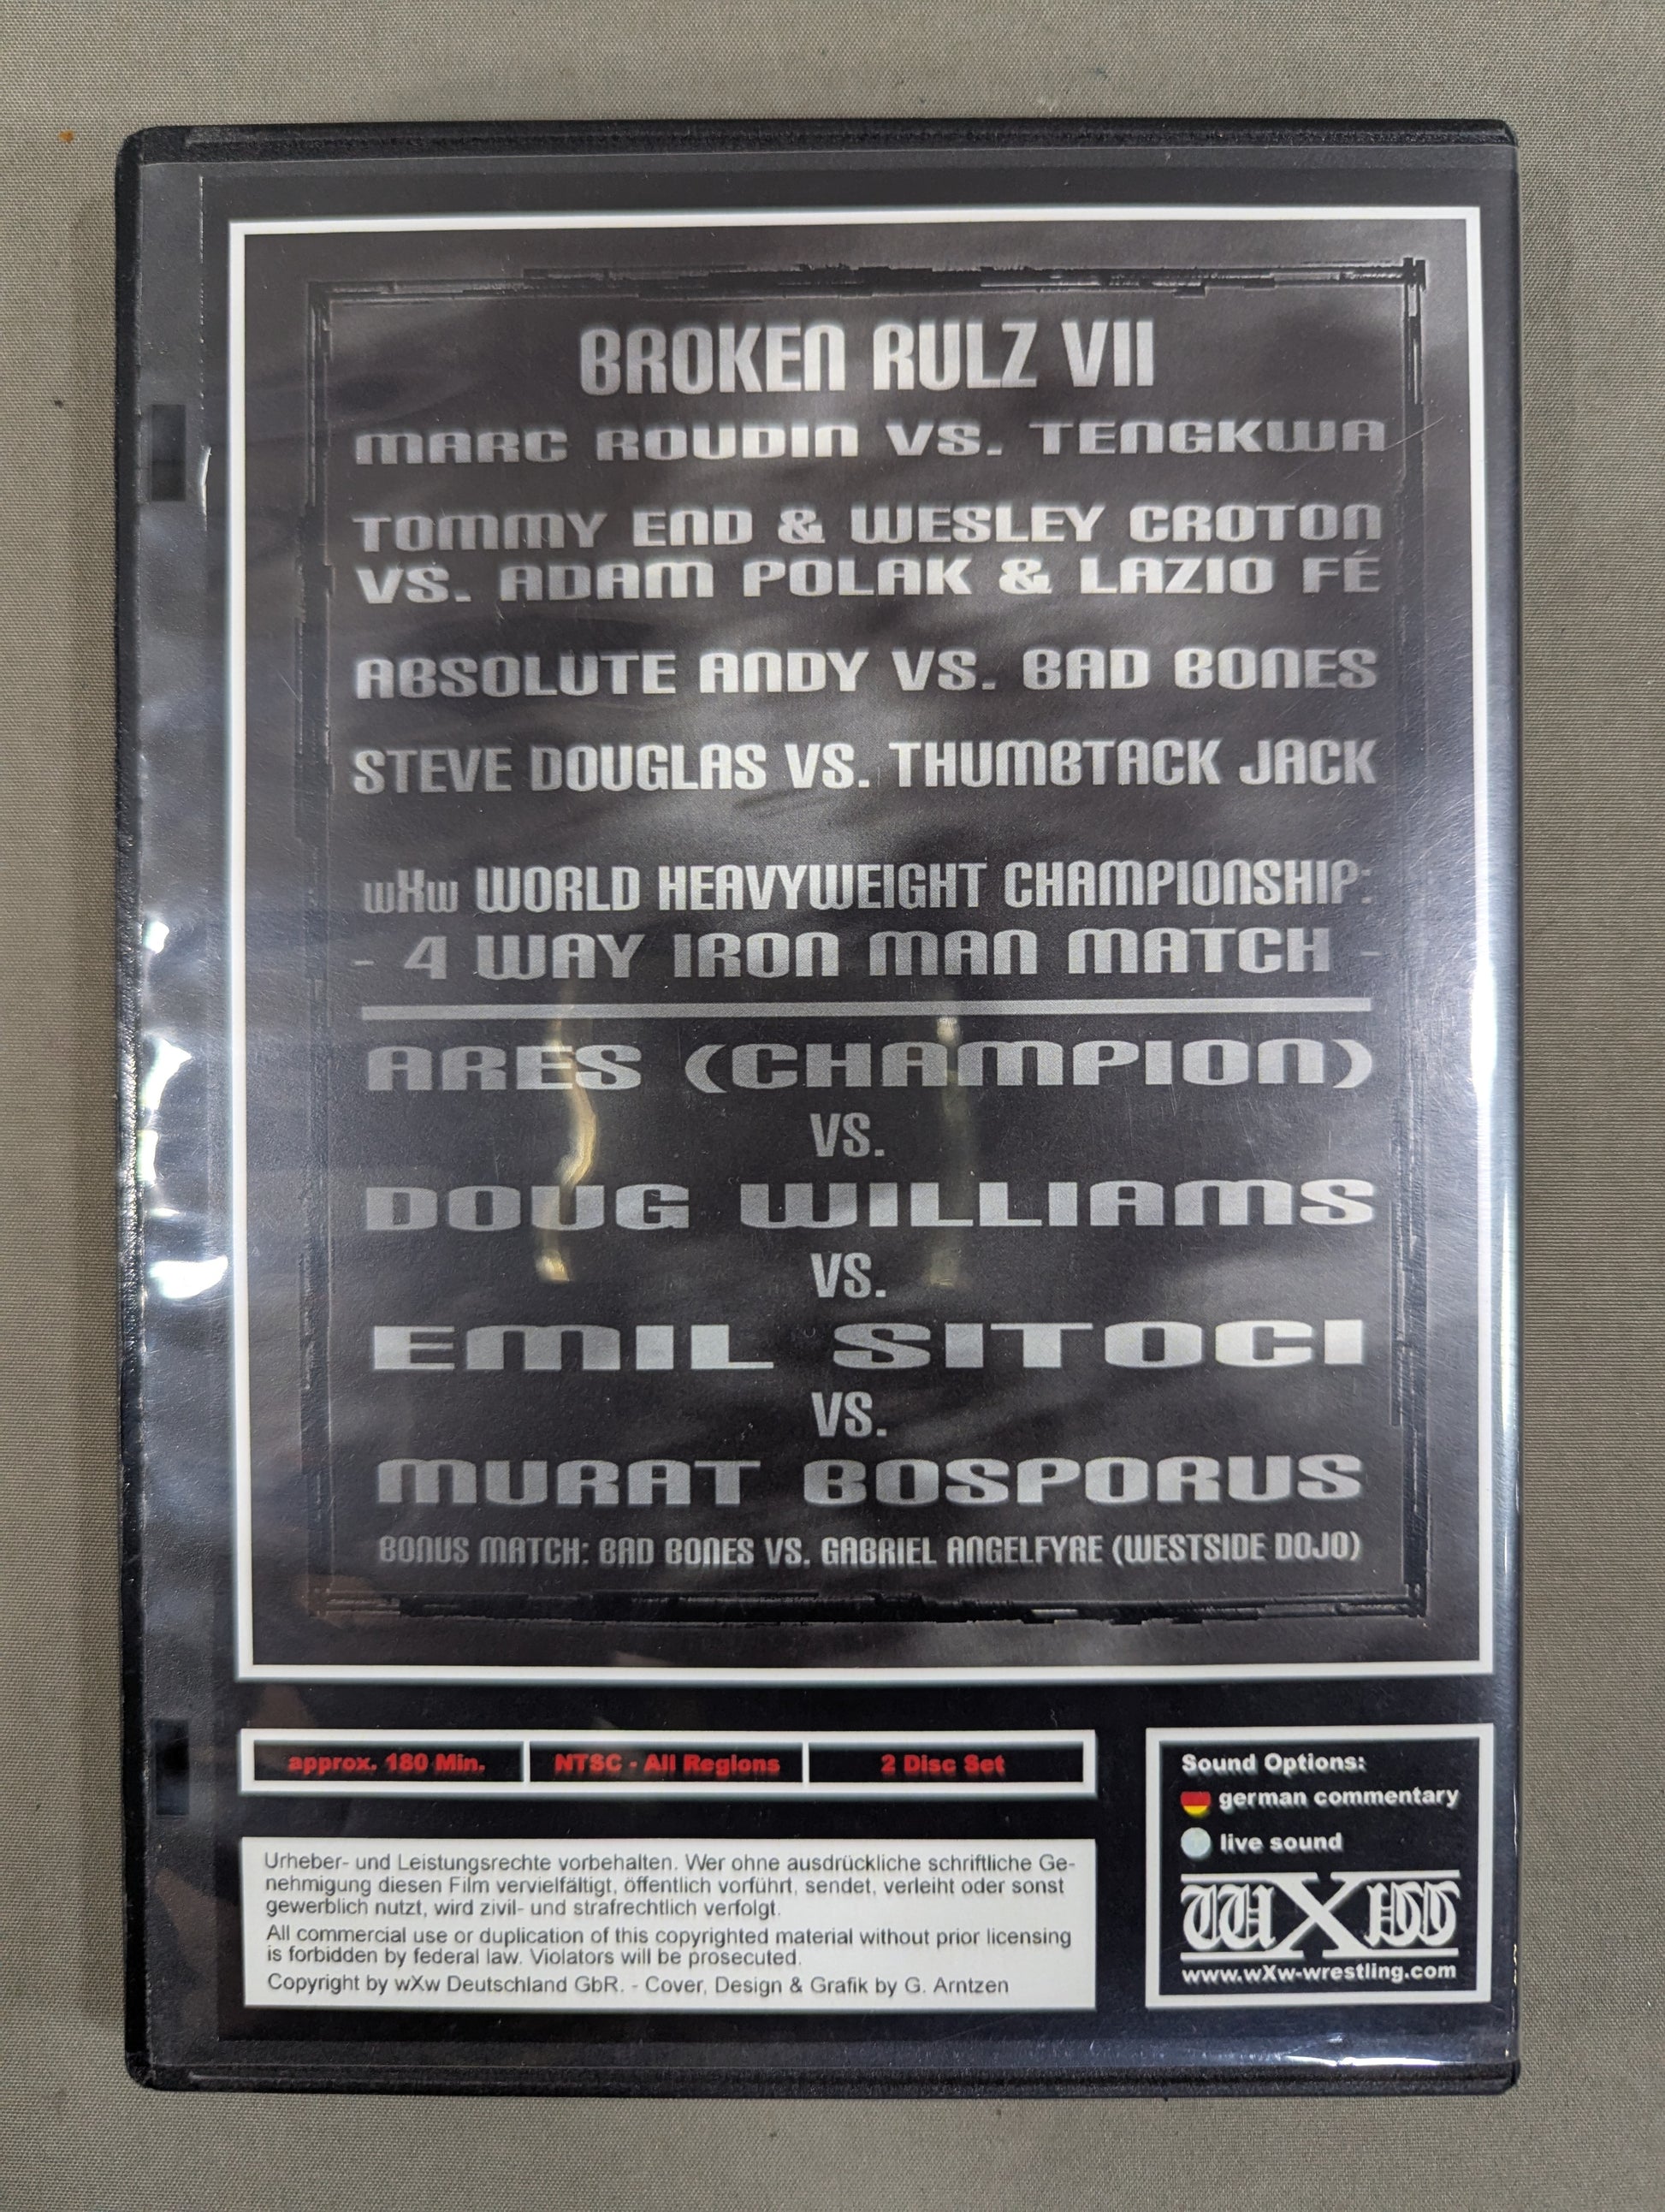 BROKEN RULZ VII
MARC ROUDIN VS. TENGKWA
TOMMY END & WESLEY CROTON
VS. ADAM POLAK & LAZIO FÉ
ABSOLUTE ANDY VS. BAD BONES
STEVE DOUGLAS VS. THUMBTACK JACK
wXw WORLD HEAVYWEIGHT CHAMPIONSHIP:
- 4 WAY IRON MAN MATCH -
ARES (CHAMPION)
VS.
DOUG WILLIAMS
VS.
EMIL SITOCI
VS.
MURAT BOSPORUS
BONUS MATCH: BAD BONES VS. GABRIEL ANGELFYRE (WESTSIDE DOJO)
approx. 180 Min. NTSC - All Regions 2 Disc Set
Urheber- und Leistungsrechte vorbehalten. Wer ohne ausdrückliche schriftliche Ge-
nehmigung diesen Film vervielfältigt, öffentlich vorführt, sendet, verleiht oder sonst
gewerblich nutzt, wird zivil- und strafrechtlich verfolgt.
All commercial use or duplication of this copyrighted material without prior licensing
is forbidden by federal law. Violators will be prosecuted.
Copyright by wXw Deutschland GbR. - Cover, Design & Grafik by G. Arntzen
Sound Options:
german commentary
live sound
wXw
www.wXw-wrestling.com